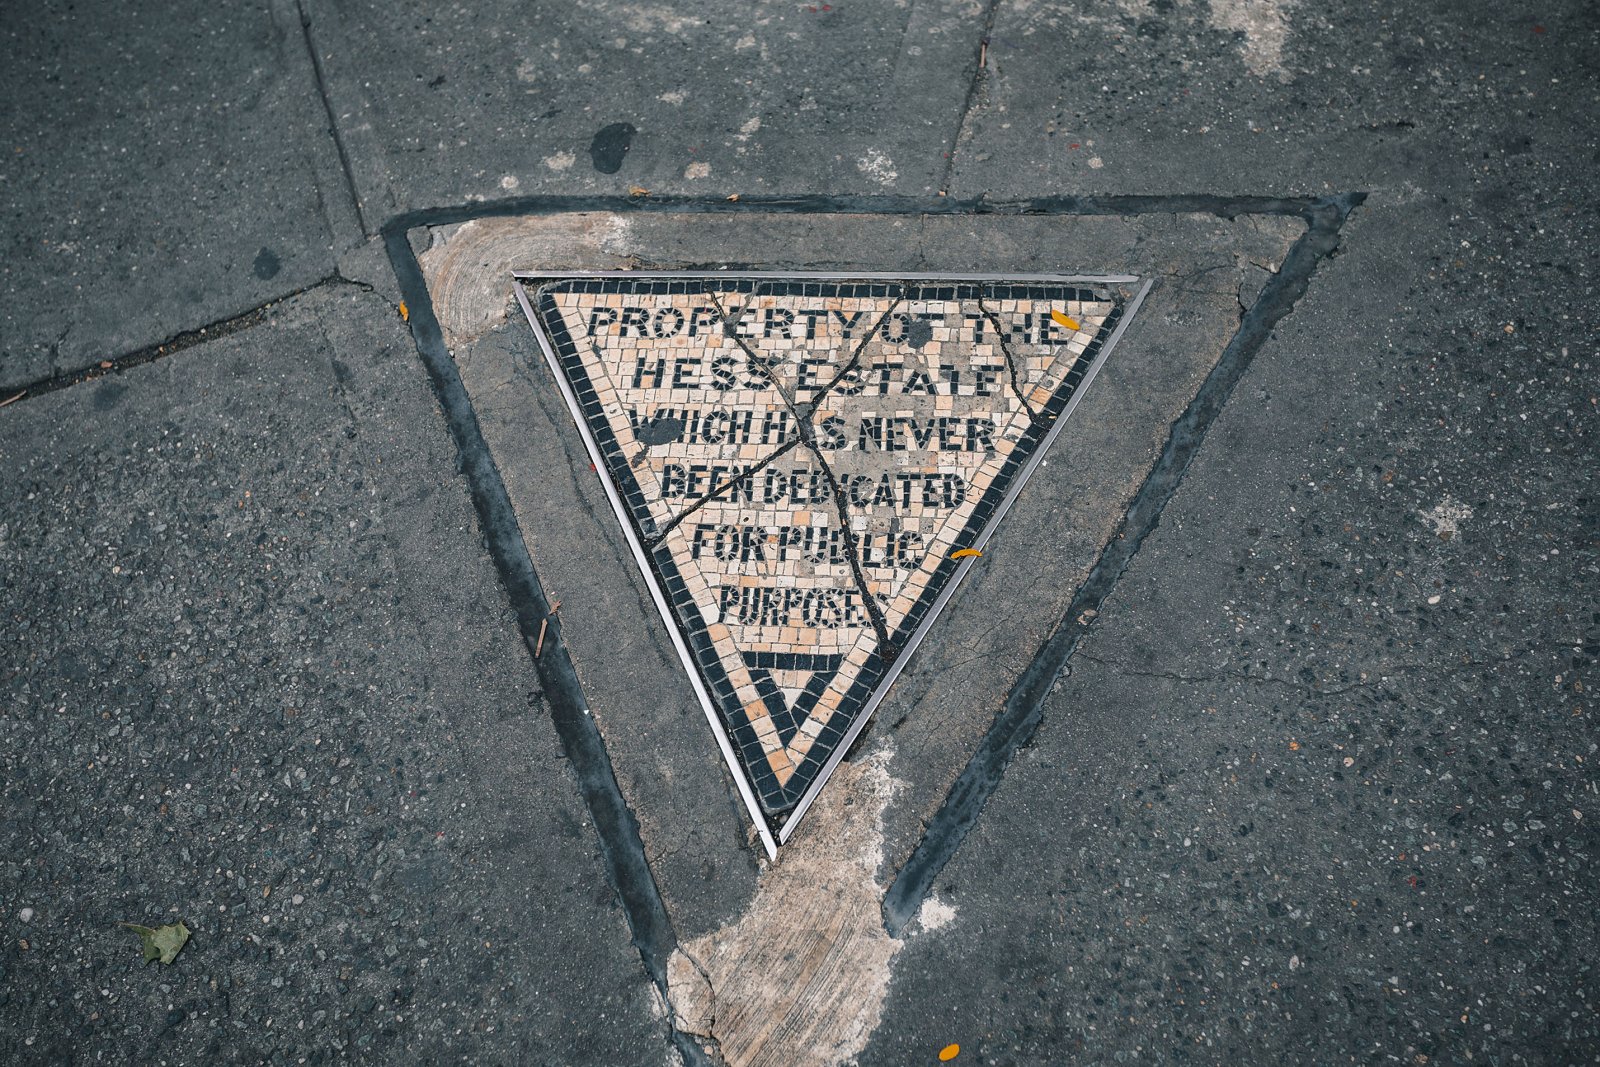 PROPERTY OF THE
HESS ESTATE
WHICH HAS NEVER
BEEN DEDICATED
FOR PUBLIC
PURPOSES